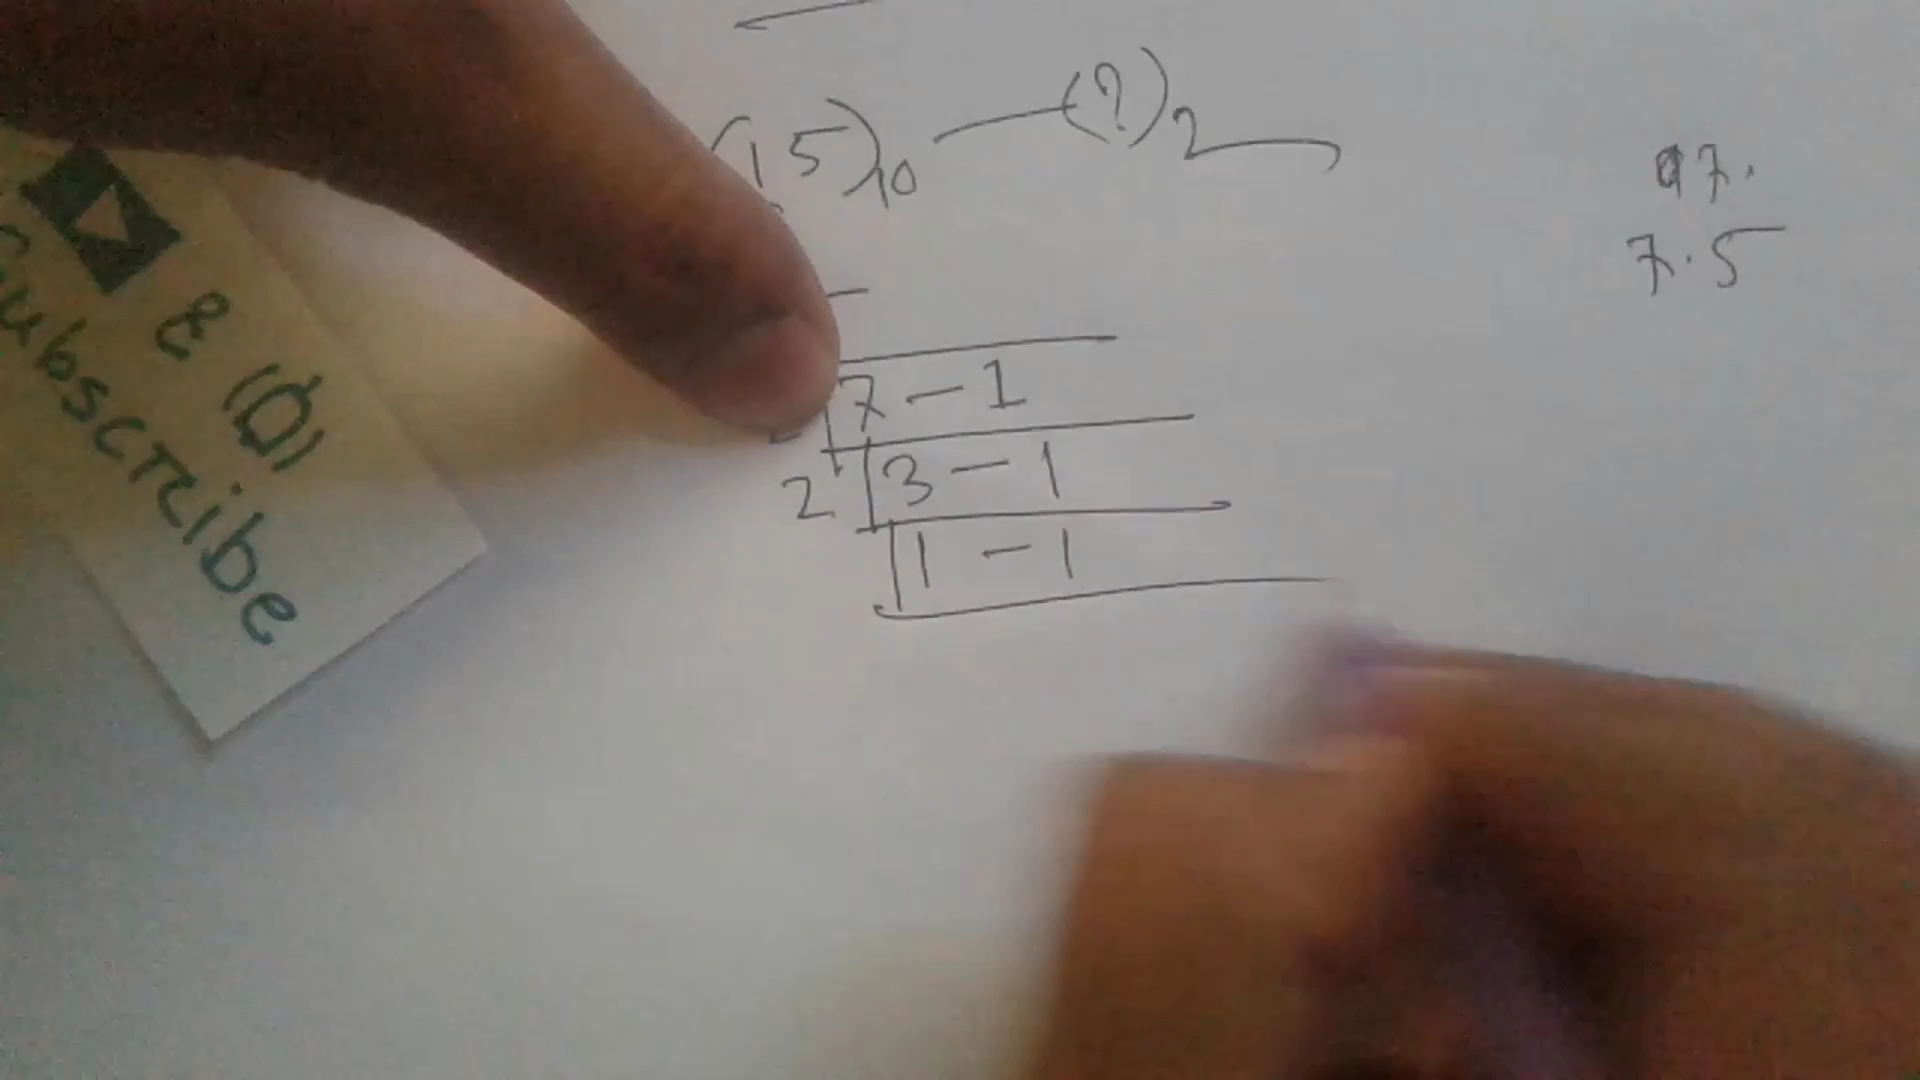 (15)10 — (?)2
97.
7.5
7 — 1
2 3 — 1
1 — 1
& (🔔)
Subscribe